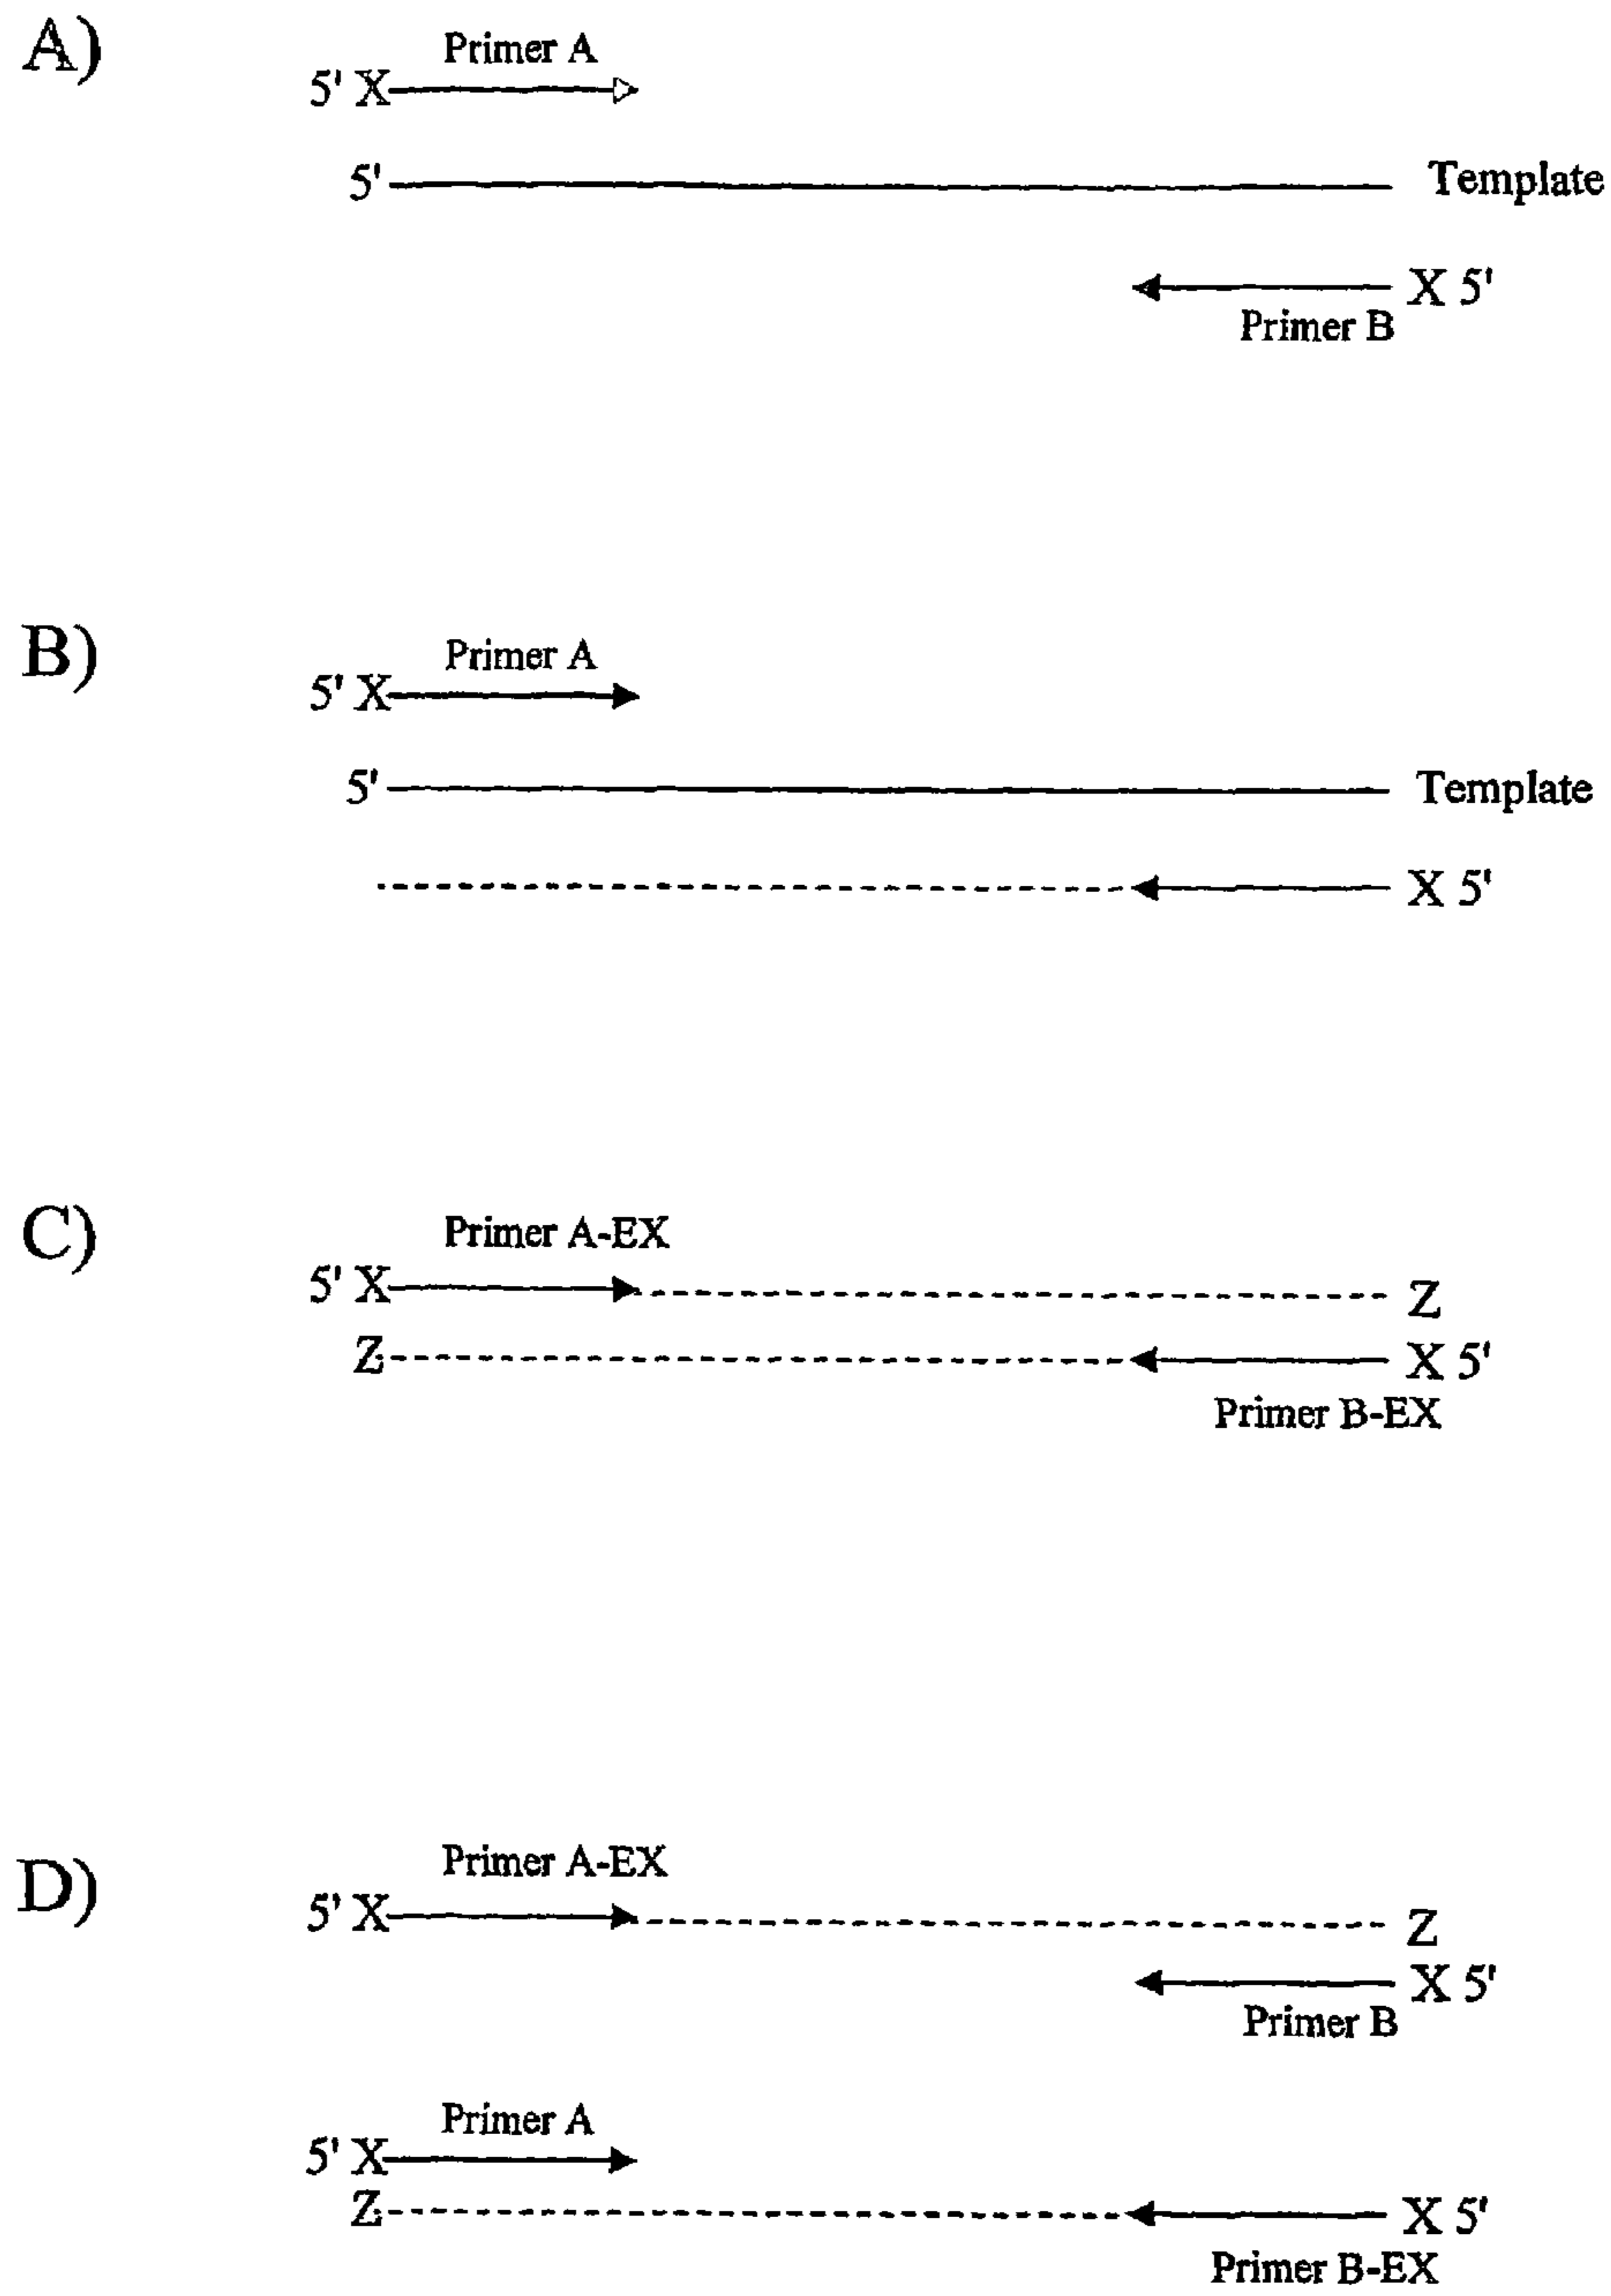 A)
Primer A
5' X
5' Template
X 5'
Primer B
B)
Primer A
5' X
5' Template
X 5'
C)
Primer A-EX
5' X Z
Z X 5'
Primer B-EX
D)
Primer A-EX
5' X Z
X 5'
Primer B
Primer A
5' X
Z X 5'
Primer B-EX